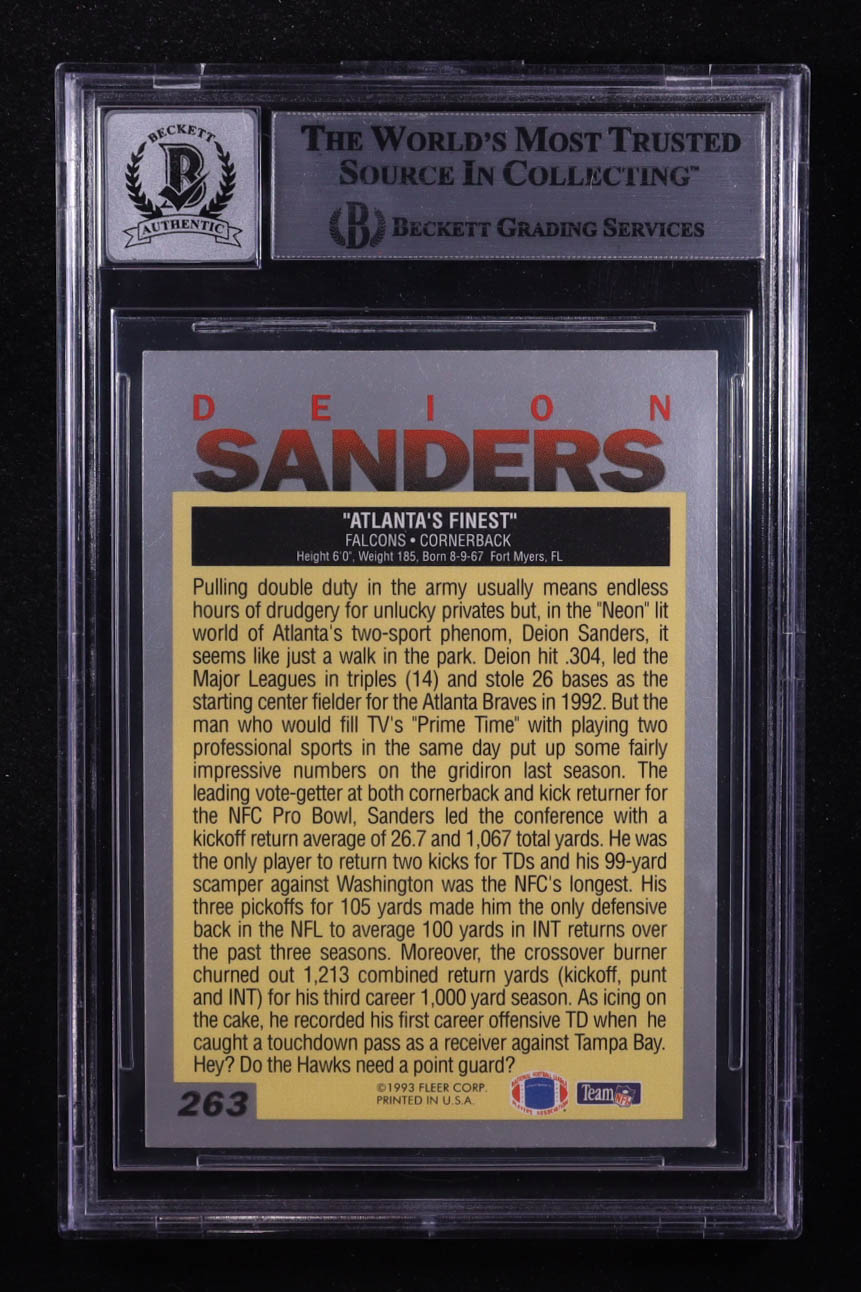 BECKETT
B
AUTHENTIC
THE WORLD'S MOST TRUSTED
SOURCE IN COLLECTING™
B BECKETT GRADING SERVICES
DEION
SANDERS
"ATLANTA'S FINEST"
FALCONS • CORNERBACK
Height 6'0", Weight 185, Born 8-9-67 Fort Myers, FL
Pulling double duty in the army usually means endless
hours of drudgery for unlucky privates but, in the "Neon" lit
world of Atlanta's two-sport phenom, Deion Sanders, it
seems like just a walk in the park. Deion hit .304, led the
Major Leagues in triples (14) and stole 26 bases as the
starting center fielder for the Atlanta Braves in 1992. But the
man who would fill TV's "Prime Time" with playing two
professional sports in the same day put up some fairly
impressive numbers on the gridiron last season. The
leading vote-getter at both cornerback and kick returner for
the NFC Pro Bowl, Sanders led the conference with a
kickoff return average of 26.7 and 1,067 total yards. He was
the only player to return two kicks for TDs and his 99-yard
scamper against Washington was the NFC's longest. His
three pickoffs for 105 yards made him the only defensive
back in the NFL to average 100 yards in INT returns over
the past three seasons. Moreover, the crossover burner
churned out 1,213 combined return yards (kickoff, punt
and INT) for his third career 1,000 yard season. As icing on
the cake, he recorded his first career offensive TD when he
caught a touchdown pass as a receiver against Tampa Bay.
Hey? Do the Hawks need a point guard?
263
©1993 FLEER CORP.
PRINTED IN U.S.A.
NATIONAL FOOTBALL LEAGUE
PLAYERS ASSOCIATION
Team NFL